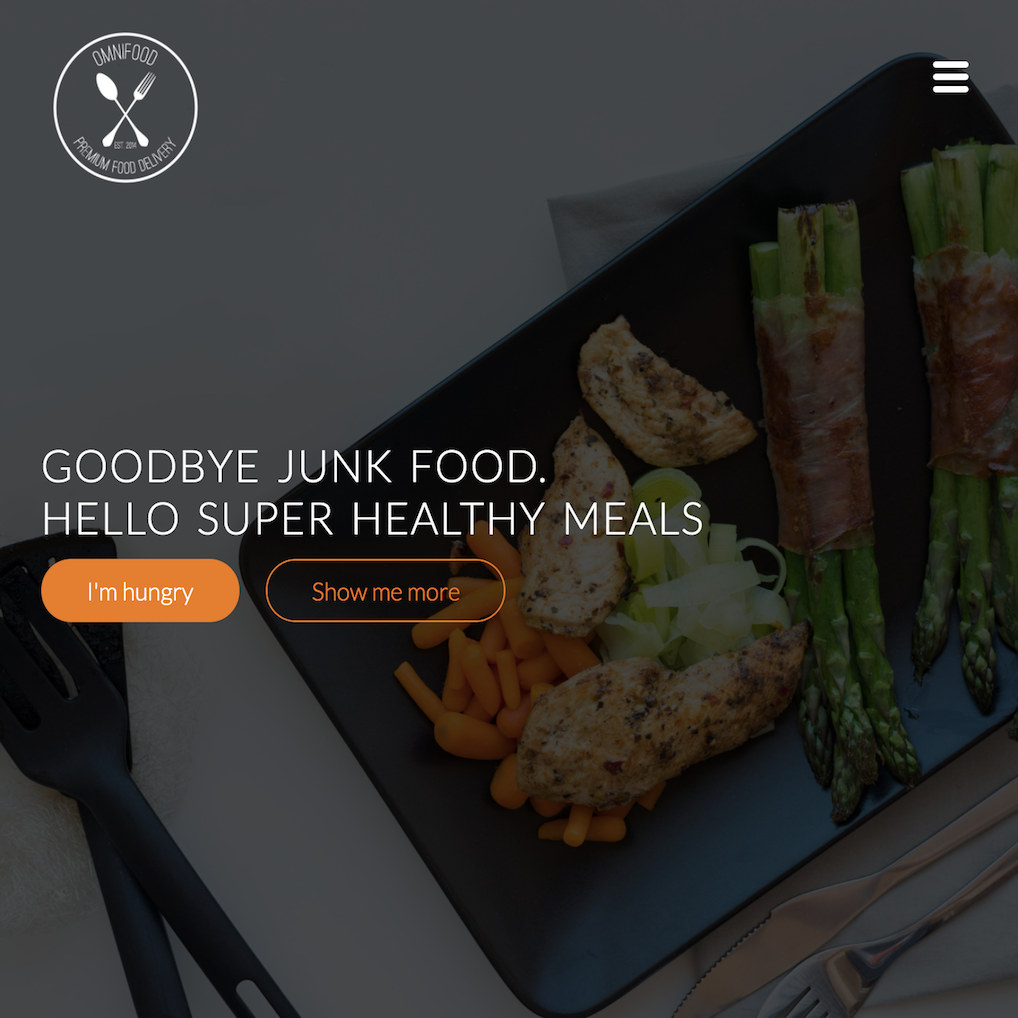 OMNIFOOD
EST. 2014
PREMIUM FOOD DELIVERY
GOODBYE JUNK FOOD.
HELLO SUPER HEALTHY MEALS
I'm hungry
Show me more